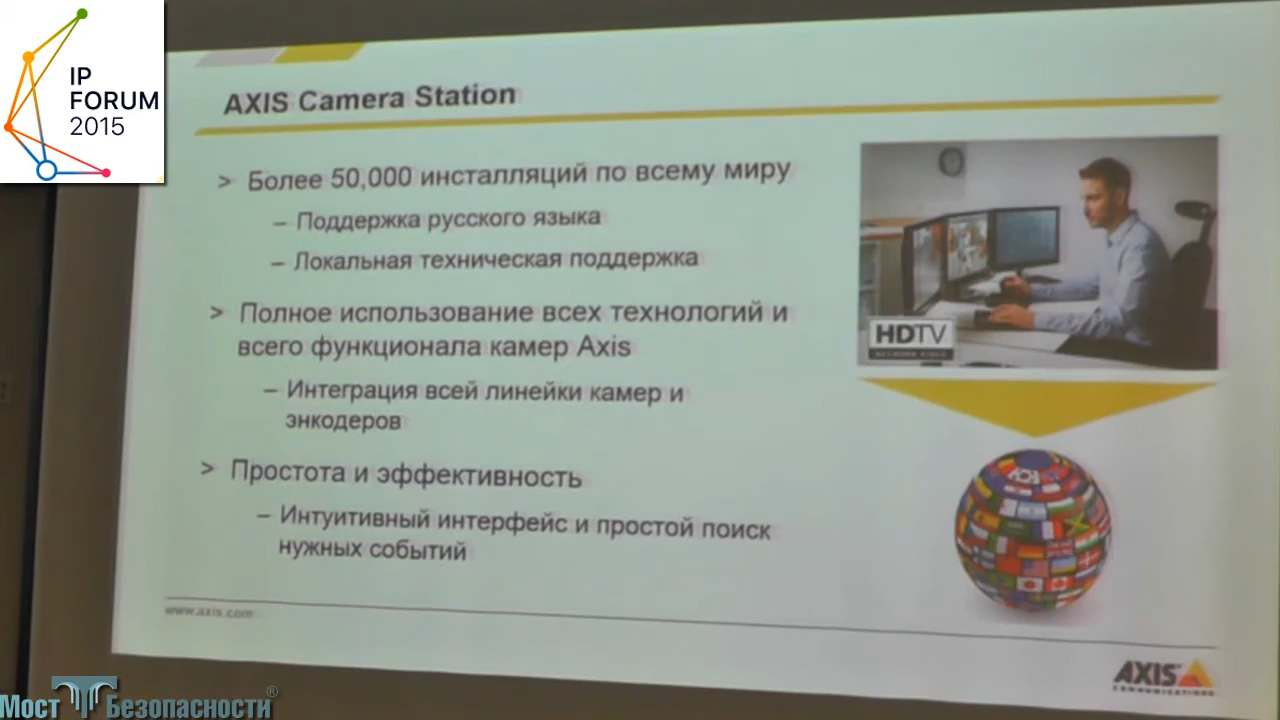 IP
FORUM
2015
AXIS Camera Station
> Более 50,000 инсталляций по всему миру
– Поддержка русского языка
– Локальная техническая поддержка
> Полное использование всех технологий и
всего функционала камер Axis
– Интеграция всей линейки камер и
энкодеров
> Простота и эффективность
– Интуитивный интерфейс и простой поиск
нужных событий
HDTV
NETWORK VIDEO
www.axis.com
AXIS
COMMUNICATIONS
Мост Безопасности®